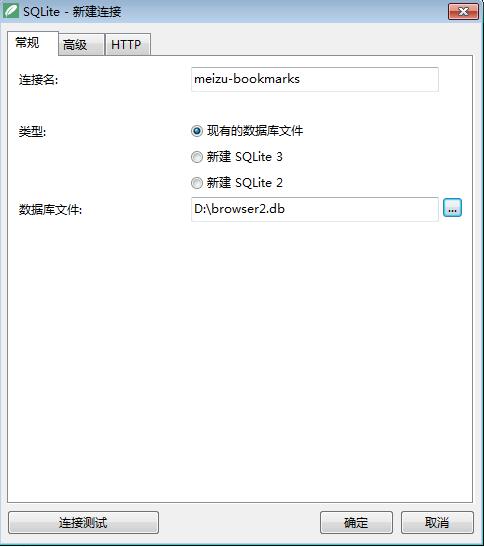 SQLite - 新建连接
常规 高级 HTTP
连接名: meizu-bookmarks
类型: 现有的数据库文件
新建 SQLite 3
新建 SQLite 2
数据库文件: D:\browser2.db ...
连接测试 确定 取消